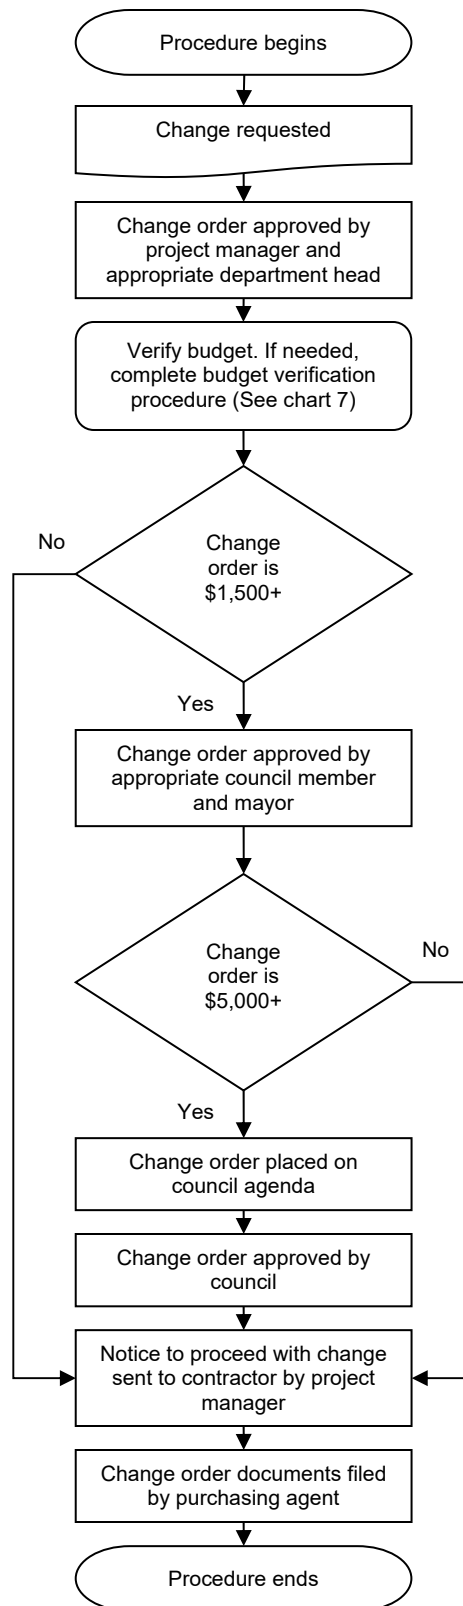 Procedure begins
Change requested
Change order approved by
project manager and
appropriate department head
Verify budget. If needed,
complete budget verification
procedure (See chart 7)
No
Change
order is
$1,500+
Yes
Change order approved by
appropriate council member
and mayor
Change
order is
$5,000+
No
Yes
Change order placed on
council agenda
Change order approved by
council
Notice to proceed with change
sent to contractor by project
manager
Change order documents filed
by purchasing agent
Procedure ends